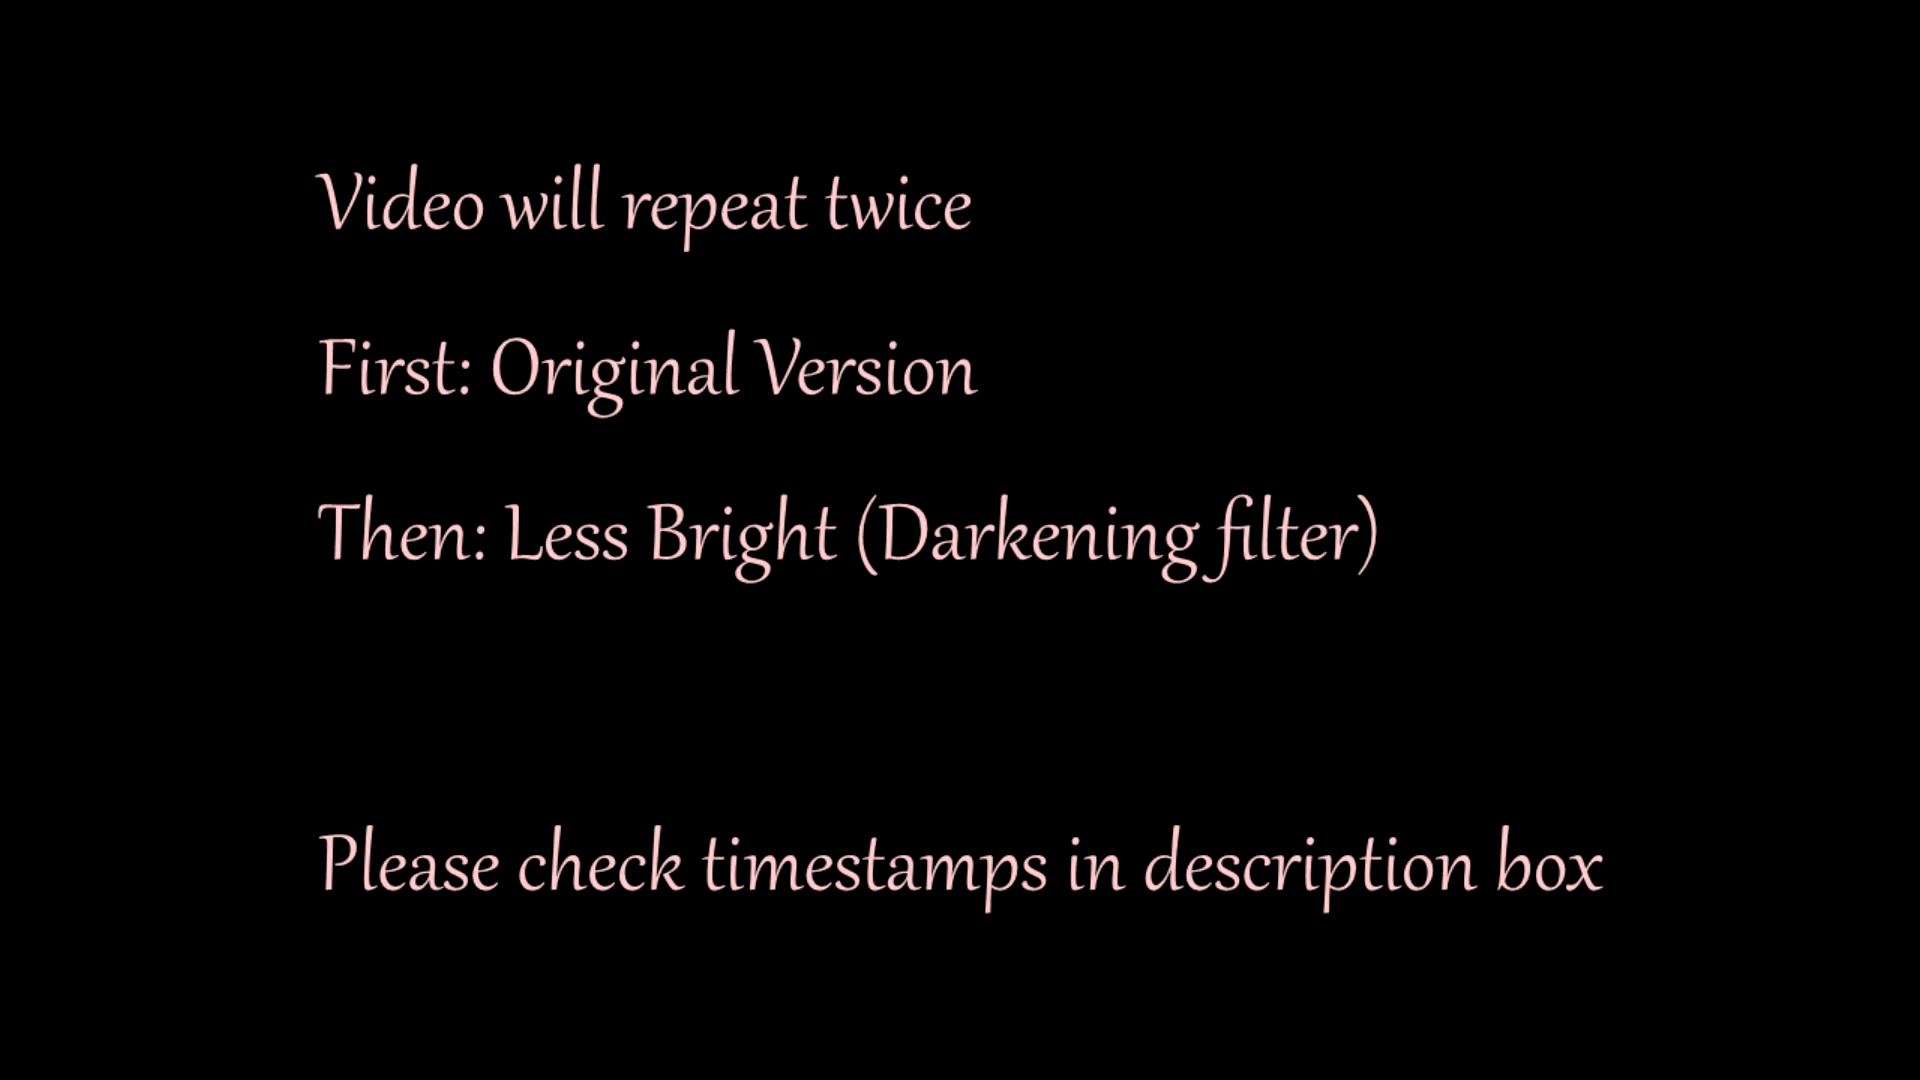 Video will repeat twice
First: Original Version
Then: Less Bright (Darkening filter)
Please check timestamps in description box